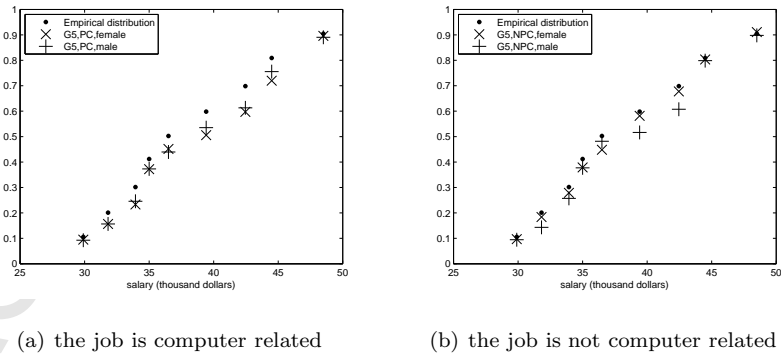 1
0.9
0.8
0.7
0.6
0.5
0.4
0.3
0.2
0.1
0
25 30 35 40 45 50
salary (thousand dollars)
Empirical distribution
G5,PC,female
G5,PC,male
(a) the job is computer related
1
0.9
0.8
0.7
0.6
0.5
0.4
0.3
0.2
0.1
0
25 30 35 40 45 50
salary (thousand dollars)
Empirical distribution
G5,NPC,female
G5,NPC,male
(b) the job is not computer related